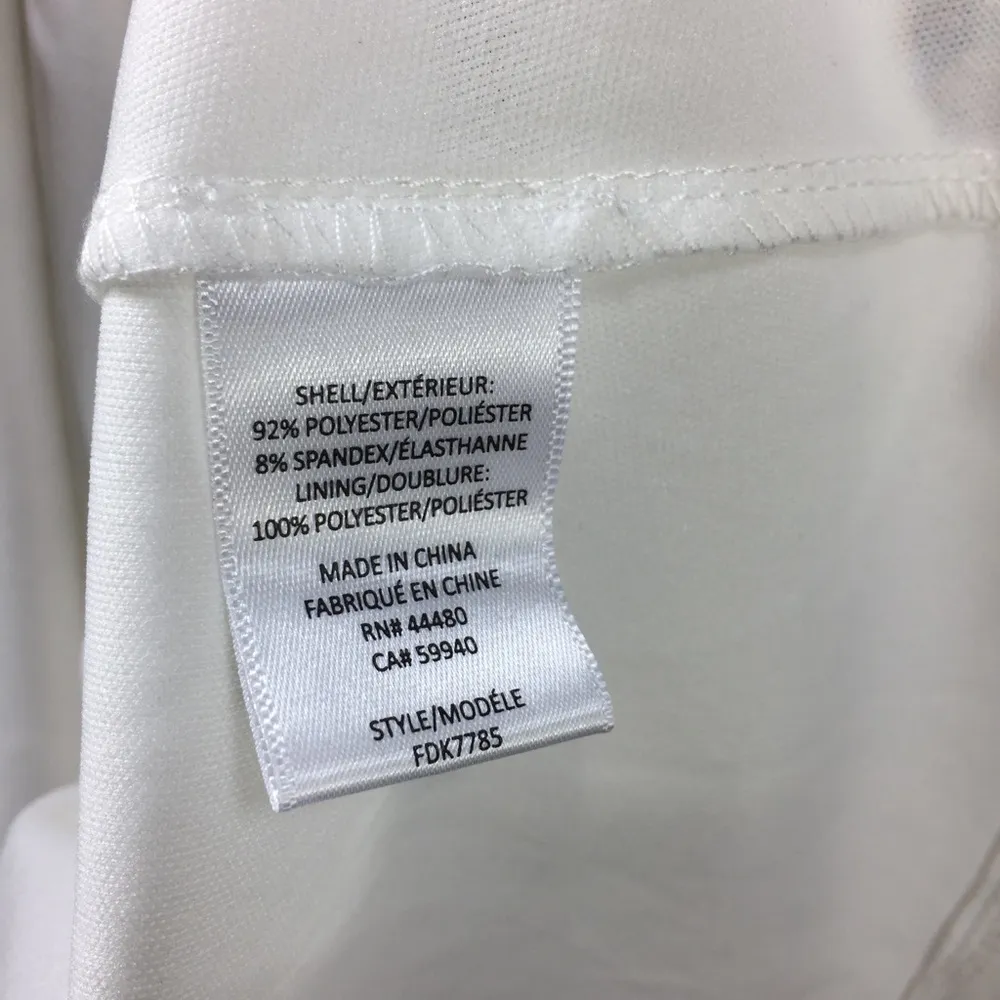 SHELL/EXTÉRIEUR:
92% POLYESTER/POLIÉSTER
8% SPANDEX/ÉLASTHANNE
LINING/DOUBLURE:
100% POLYESTER/POLIÉSTER
MADE IN CHINA
FABRIQUÉ EN CHINE
RN# 44480
CA# 59940
STYLE/MODÉLE
FDK7785